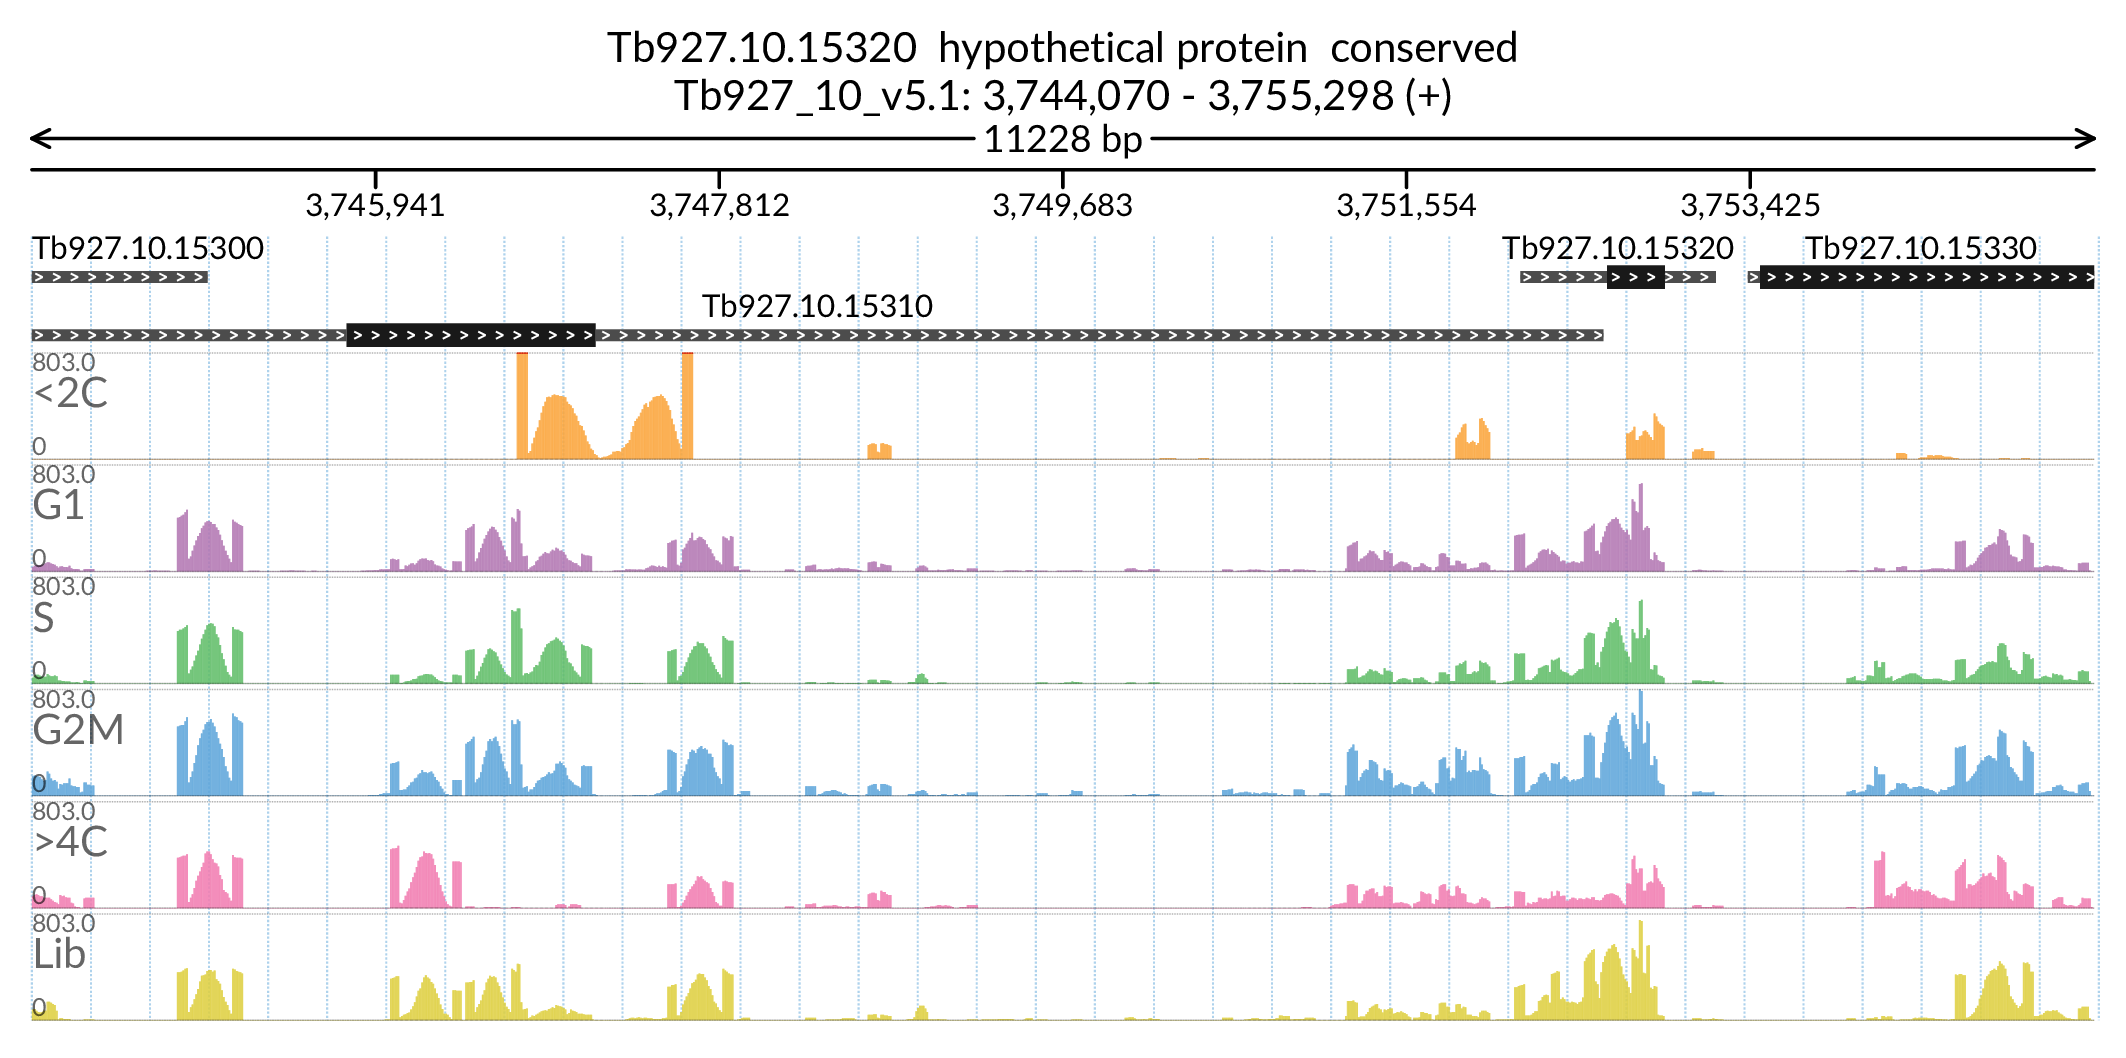 Tb927.10.15320 hypothetical protein conserved
Tb927_10_v5.1: 3,744,070 - 3,755,298 (+)
11228 bp
3,745,941 3,747,812 3,749,683 3,751,554 3,753,425
Tb927.10.15300 Tb927.10.15320 Tb927.10.15330
Tb927.10.15310
803.0
<2C
0
803.0
G1
0
803.0
S
0
803.0
G2M
0
803.0
>4C
0
803.0
Lib
0